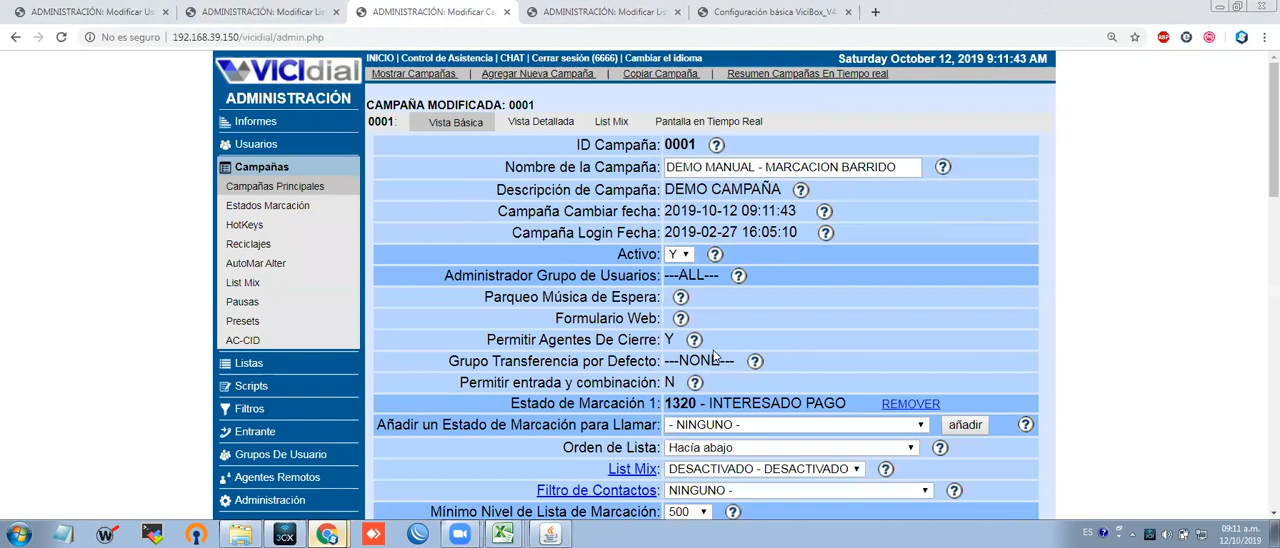 ADMINISTRACIÓN: Modificar Us
ADMINISTRACIÓN: Modificar Lis
ADMINISTRACIÓN: Modificar Ca
ADMINISTRACIÓN: Modificar Lis
Configuración básica ViciBox_V4
No es seguro
192.168.39.150/vicidial/admin.php
VICIdial
INICIO | Control de Asistencia | CHAT | Cerrar sesión (6666) | Cambiar el idioma
Saturday October 12, 2019 9:11:43 AM
Mostrar Campañas | Agregar Nueva Campaña | Copiar Campaña | Resumen Campañas En Tiempo real
ADMINISTRACIÓN
Informes
Usuarios
Campañas
Campañas Principales
Estados Marcación
HotKeys
Reciclajes
AutoMar Alter
List Mix
Pausas
Presets
AC-CID
Listas
Scripts
Filtros
Entrante
Grupos De Usuario
Agentes Remotos
Administración
CAMPAÑA MODIFICADA: 0001
0001: Vista Básica Vista Detallada List Mix Pantalla en Tiempo Real
ID Campaña: 0001 ?
Nombre de la Campaña: DEMO MANUAL - MARCACION BARRIDO ?
Descripción de Campaña: DEMO CAMPAÑA ?
Campaña Cambiar fecha: 2019-10-12 09:11:43 ?
Campaña Login Fecha: 2019-02-27 16:05:10 ?
Activo: Y ?
Administrador Grupo de Usuarios: ---ALL--- ?
Parqueo Música de Espera: ?
Formulario Web: ?
Permitir Agentes De Cierre: Y ?
Grupo Transferencia por Defecto: ---NONE--- ?
Permitir entrada y combinación: N ?
Estado de Marcación 1: 1320 - INTERESADO PAGO REMOVER
Añadir un Estado de Marcación para Llamar: - NINGUNO - añadir ?
Orden de Lista: Hacía abajo ?
List Mix: DESACTIVADO - DESACTIVADO ?
Filtro de Contactos: NINGUNO - ?
Mínimo Nivel de Lista de Marcación: 500 ?
3CX
ES
09:11 a.m.
12/10/2019